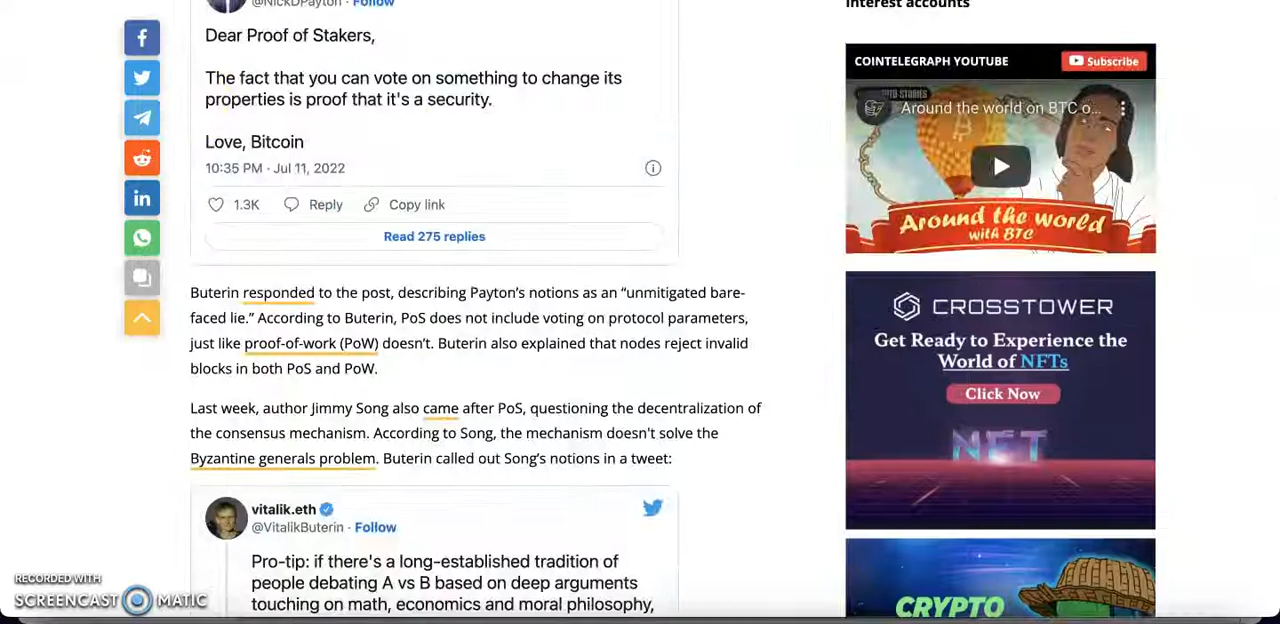 @NickDPayton · Follow
Dear Proof of Stakers,
The fact that you can vote on something to change its
properties is proof that it's a security.
Love, Bitcoin
10:35 PM · Jul 11, 2022
1.3K Reply Copy link
Read 275 replies
Buterin responded to the post, describing Payton's notions as an “unmitigated bare-
faced lie.” According to Buterin, PoS does not include voting on protocol parameters,
just like proof-of-work (PoW) doesn't. Buterin also explained that nodes reject invalid
blocks in both PoS and PoW.
Last week, author Jimmy Song also came after PoS, questioning the decentralization of
the consensus mechanism. According to Song, the mechanism doesn't solve the
Byzantine generals problem. Buterin called out Song's notions in a tweet:
vitalik.eth
@VitalikButerin · Follow
Pro-tip: if there's a long-established tradition of
people debating A vs B based on deep arguments
touching on math, economics and moral philosophy,
interest accounts
COINTELEGRAPH YOUTUBE Subscribe
Around the world on BTC o...
Around the world
with BTC
CROSSTOWER
Get Ready to Experience the
World of NFTs
Click Now
NFT
CRYPTO
RECORDED WITH
SCREENCAST MATIC